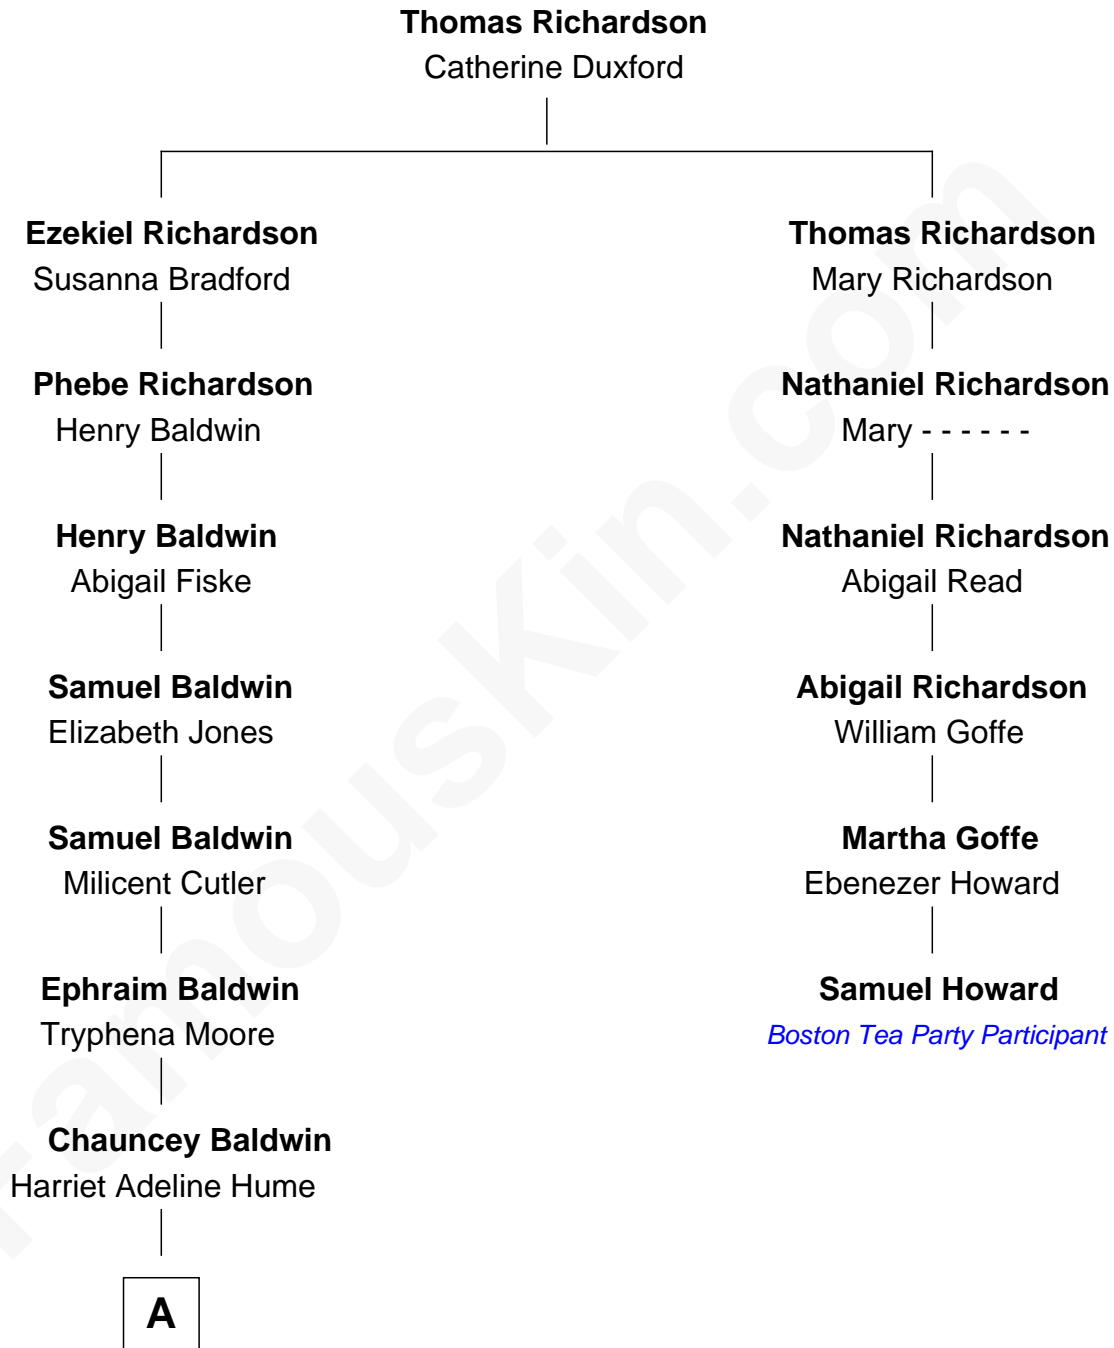 Thomas Richardson
Catherine Duxford
Ezekiel Richardson
Susanna Bradford
Thomas Richardson
Mary Richardson
Phebe Richardson
Henry Baldwin
Nathaniel Richardson
Mary - - - - - -
Henry Baldwin
Abigail Fiske
Nathaniel Richardson
Abigail Read
Samuel Baldwin
Elizabeth Jones
Abigail Richardson
William Goffe
Samuel Baldwin
Milicent Cutler
Martha Goffe
Ebenezer Howard
Ephraim Baldwin
Tryphena Moore
Samuel Howard
Boston Tea Party Participant
Chauncey Baldwin
Harriet Adeline Hume
A
FamousKin.com